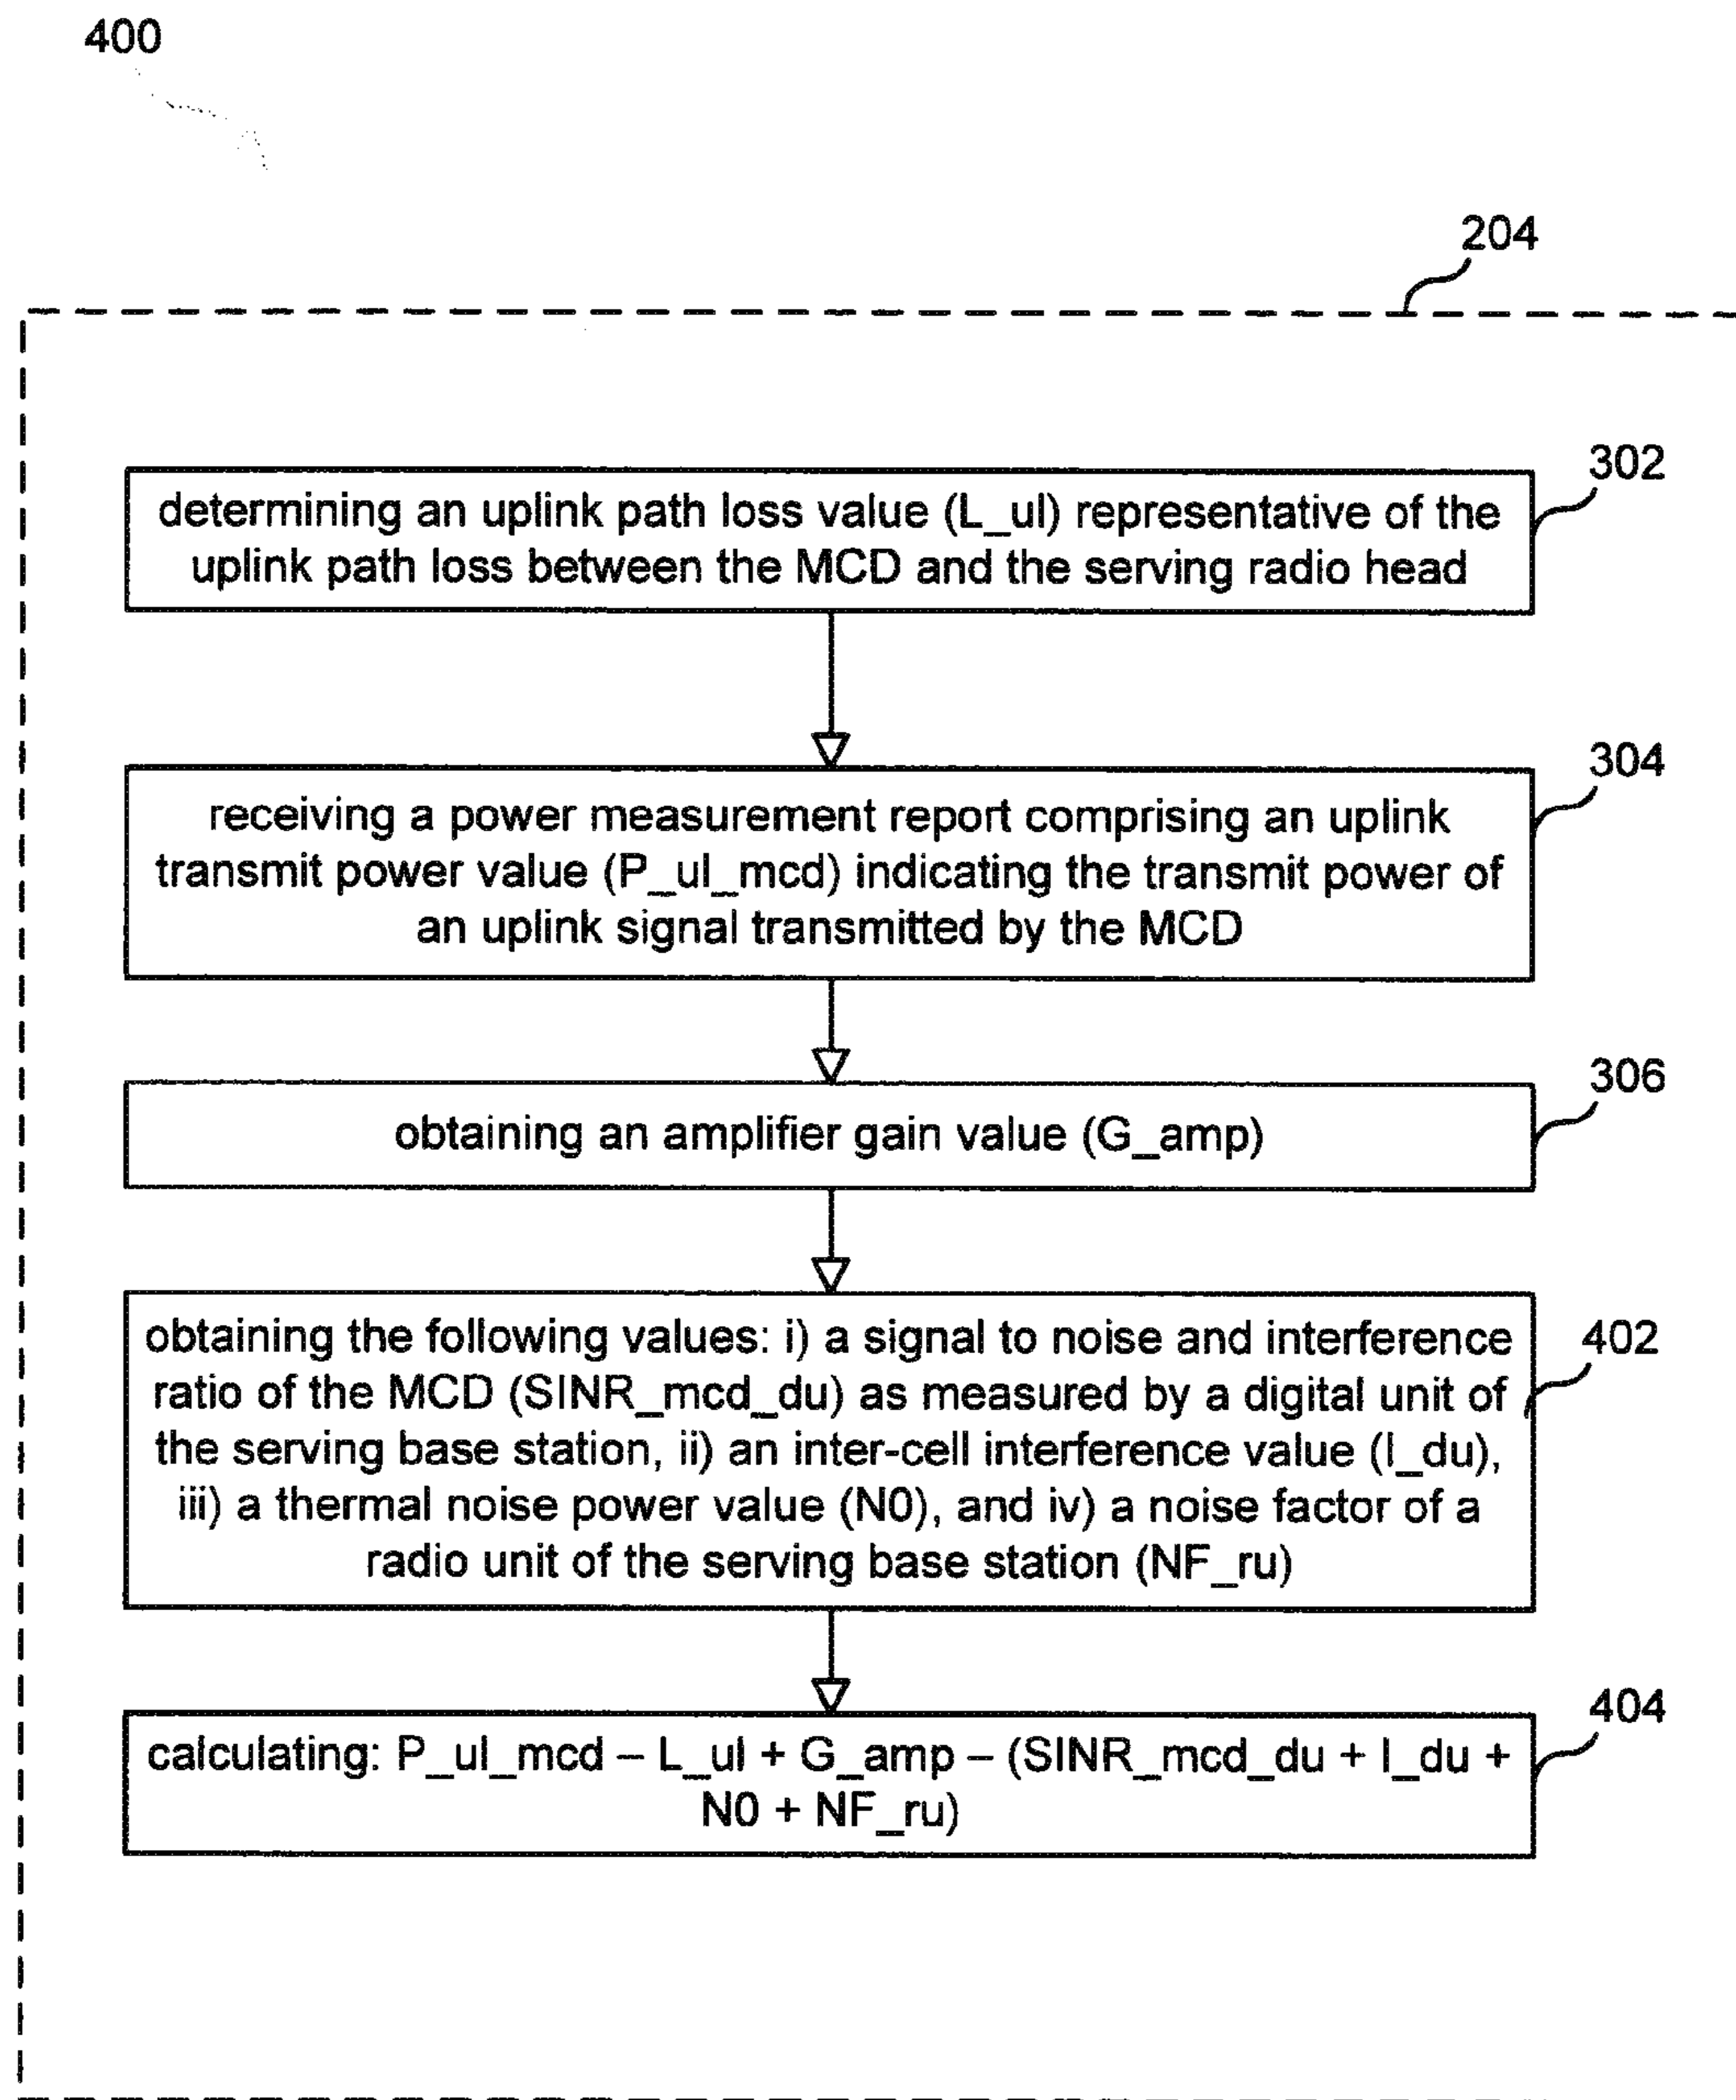 400
204
302
determining an uplink path loss value (L_ul) representative of the
uplink path loss between the MCD and the serving radio head
304
receiving a power measurement report comprising an uplink
transmit power value (P_ul_mcd) indicating the transmit power of
an uplink signal transmitted by the MCD
306
obtaining an amplifier gain value (G_amp)
402
obtaining the following values: i) a signal to noise and interference
ratio of the MCD (SINR_mcd_du) as measured by a digital unit of
the serving base station, ii) an inter-cell interference value (I_du),
iii) a thermal noise power value (N0), and iv) a noise factor of a
radio unit of the serving base station (NF_ru)
404
calculating: P_ul_mcd – L_ul + G_amp – (SINR_mcd_du + I_du +
N0 + NF_ru)